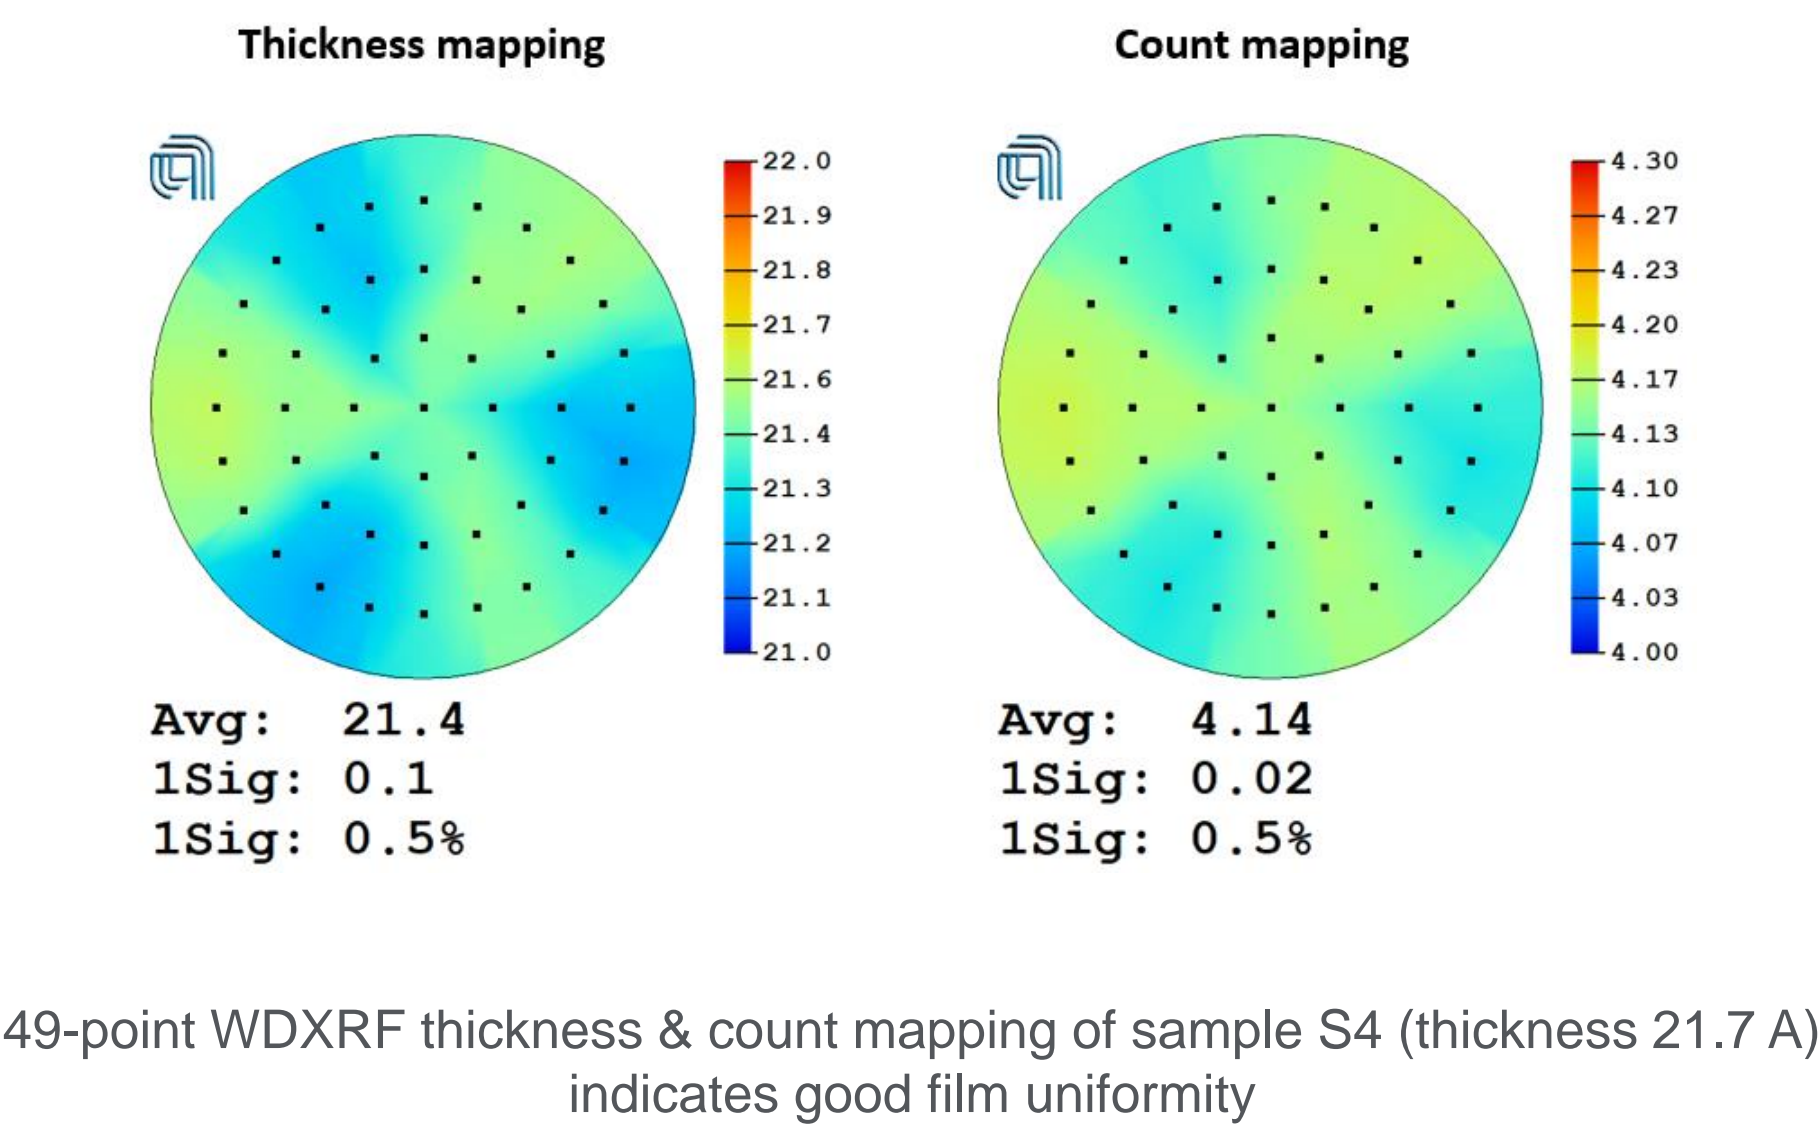 Thickness mapping
22.0
21.9
21.8
21.7
21.6
21.4
21.3
21.2
21.1
21.0
Avg: 21.4
1Sig: 0.1
1Sig: 0.5%
Count mapping
4.30
4.27
4.23
4.20
4.17
4.13
4.10
4.07
4.03
4.00
Avg: 4.14
1Sig: 0.02
1Sig: 0.5%
49-point WDXRF thickness & count mapping of sample S4 (thickness 21.7 A)
indicates good film uniformity